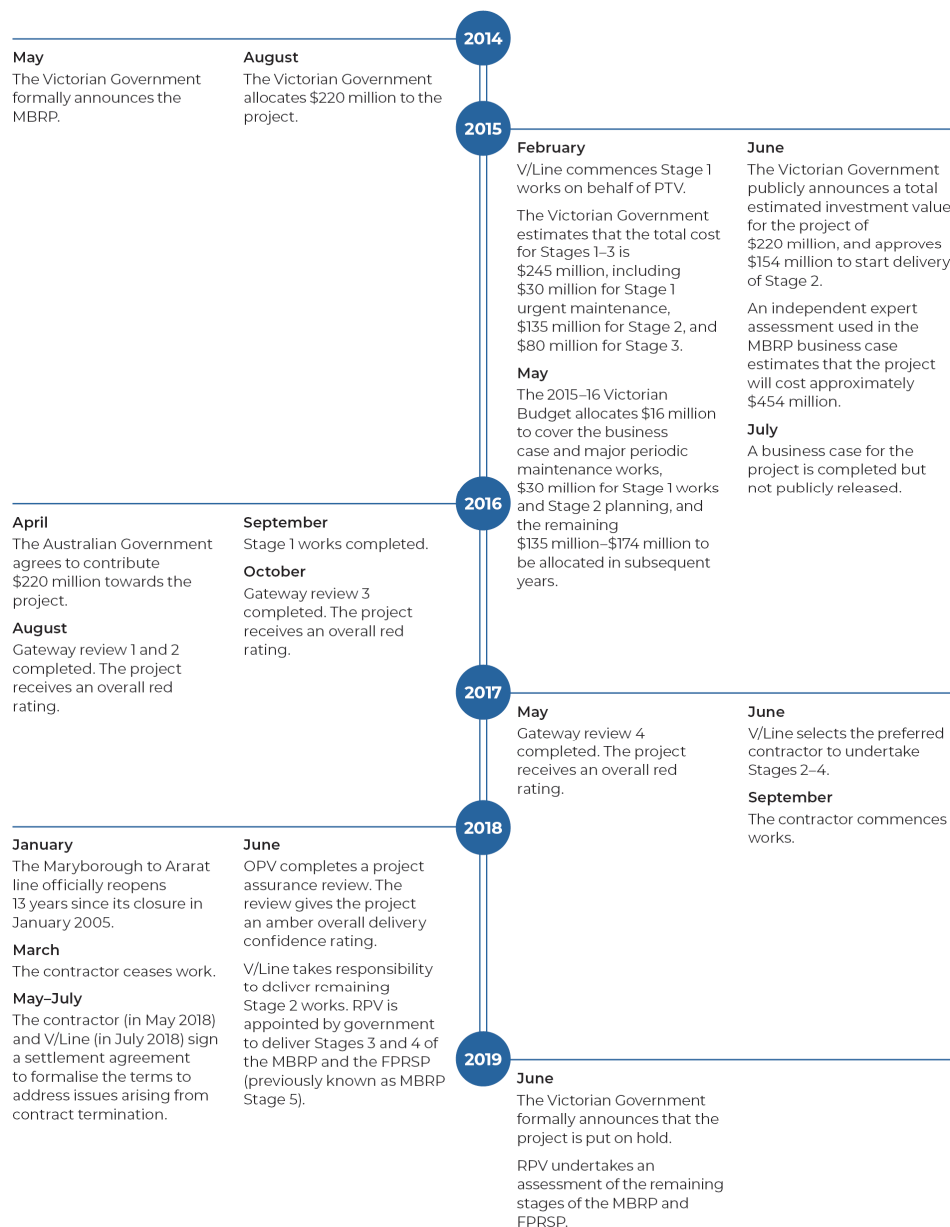 2014
May
The Victorian Government
formally announces the
MBRP.
August
The Victorian Government
allocates $220 million to the
project.
2015
February
V/Line commences Stage 1
works on behalf of PTV.
The Victorian Government
estimates that the total cost
for Stages 1–3 is
$245 million, including
$30 million for Stage 1
urgent maintenance,
$135 million for Stage 2, and
$80 million for Stage 3.
May
The 2015–16 Victorian
Budget allocates $16 million
to cover the business
case and major periodic
maintenance works,
$30 million for Stage 1 works
and Stage 2 planning, and
the remaining
$135 million–$174 million to
be allocated in subsequent
years.
June
The Victorian Government
publicly announces a total
estimated investment value
for the project of
$220 million, and approves
$154 million to start delivery
of Stage 2.
An independent expert
assessment used in the
MBRP business case
estimates that the project
will cost approximately
$454 million.
July
A business case for the
project is completed but
not publicly released.
2016
April
The Australian Government
agrees to contribute
$220 million towards the
project.
August
Gateway review 1 and 2
completed. The project
receives an overall red
rating.
September
Stage 1 works completed.
October
Gateway review 3
completed. The project
receives an overall red
rating.
2017
May
Gateway review 4
completed. The project
receives an overall red
rating.
June
V/Line selects the preferred
contractor to undertake
Stages 2–4.
September
The contractor commences
works.
2018
January
The Maryborough to Ararat
line officially reopens
13 years since its closure in
January 2005.
March
The contractor ceases work.
May–July
The contractor (in May 2018)
and V/Line (in July 2018) sign
a settlement agreement
to formalise the terms to
address issues arising from
contract termination.
June
OPV completes a project
assurance review. The
review gives the project
an amber overall delivery
confidence rating.
V/Line takes responsibility
to deliver remaining
Stage 2 works. RPV is
appointed by government
to deliver Stages 3 and 4 of
the MBRP and the FPRSP
(previously known as MBRP
Stage 5).
2019
June
The Victorian Government
formally announces that the
project is put on hold.
RPV undertakes an
assessment of the remaining
stages of the MBRP and
FPRSP.